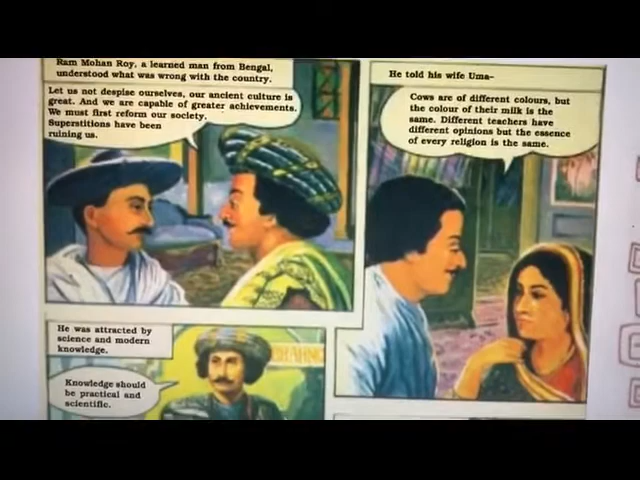 Ram Mohan Roy, a learned man from Bengal,
understood what was wrong with the country.
Let us not despise ourselves, our ancient culture is
great. And we are capable of greater achievements.
We must first reform our society.
Superstitions have been
ruining us.
He told his wife Uma–
Cows are of different colours, but
the colour of their milk is the
same. Different teachers have
different opinions but the essence
of every religion is the same.
He was attracted by
science and modern
knowledge.
Knowledge should
be practical and
scientific.